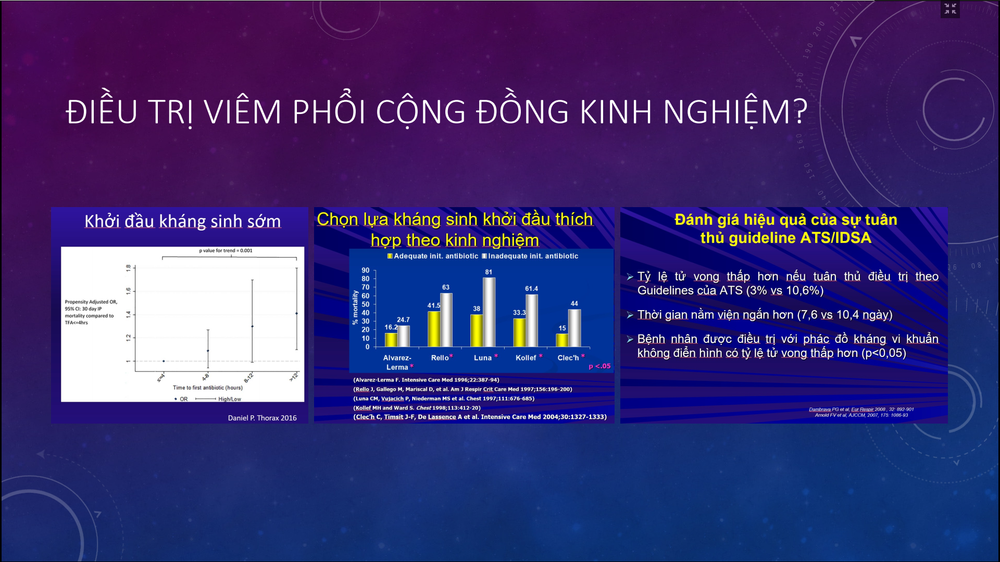 ĐIỀU TRỊ VIÊM PHỔI CỘNG ĐỒNG KINH NGHIỆM?
Khởi đầu kháng sinh sớm
p value for trend = 0.001
1.8
1.6
1.4
1.2
1
Propensity Adjusted OR,
95% CI: 30 day IP
mortality compared to
TFA<=4hrs
<=4 4-8 8-12 >12
Time to first antibiotic (hours)
OR High/Low
Daniel P. Thorax 2016
Chọn lựa kháng sinh khởi đầu thích
hợp theo kinh nghiệm
Adequate init. antibiotic Inadequate init. antibiotic
% mortality
90
80
70
60
50
40
30
20
10
0
16.2 24.7 41.5 63 38 81 33.3 61.4 15 44
Alvarez-
Lerma *
Rello * Luna * Kollef * Clec'h *
p <.05
(Alvarez-Lerma F. Intensive Care Med 1996;22:387-94)
(Rello J, Gallego M, Mariscal D, et al. Am J Respir Crit Care Med 1997;156:196-200)
(Luna CM, Vujacich P, Niederman MS et al. Chest 1997;111:676-685)
(Kollef MH and Ward S. Chest 1998;113:412-20)
(Clec'h C, Timsit J-F, De Lassence A et al. Intensive Care Med 2004;30:1327-1333)
Đánh giá hiệu quả của sự tuân
thủ guideline ATS/IDSA
➢ Tỷ lệ tử vong thấp hơn nếu tuân thủ điều trị theo
Guidelines của ATS (3% vs 10,6%)
➢ Thời gian nằm viện ngắn hơn (7,6 vs 10,4 ngày)
➢ Bệnh nhân được điều trị với phác đồ kháng vi khuẩn
không điển hình có tỷ lệ tử vong thấp hơn (p<0,05)
Dambrava PG et al, Eur Respir 2008 , 32: 892-901
Arnold FV et al, AJCCM, 2007, 175: 1086-93
200
190
180
160
150
140
08